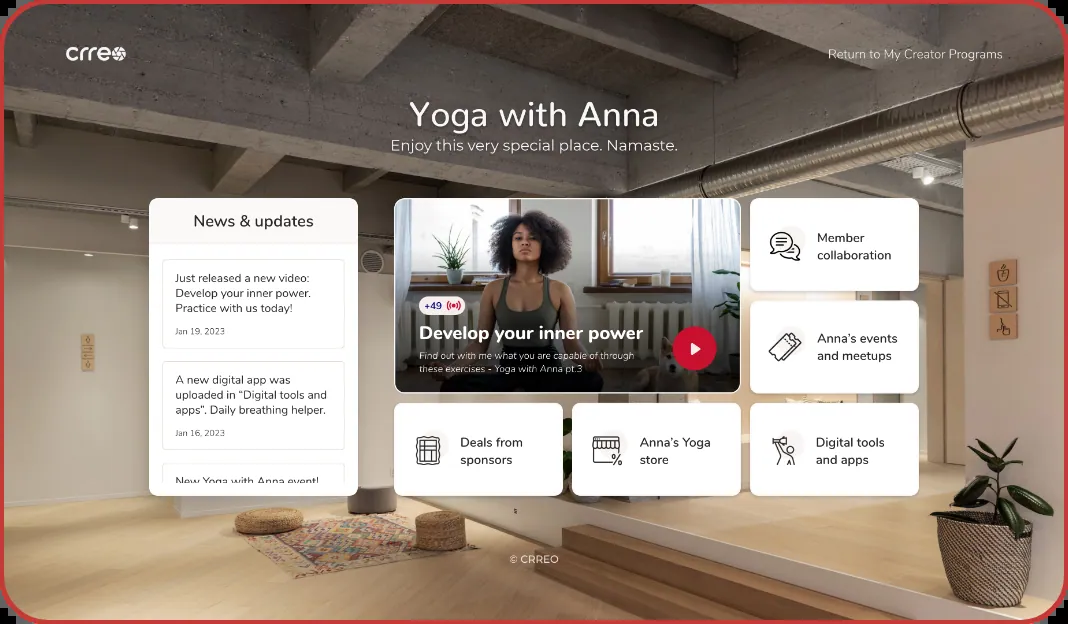 crreo
Return to My Creator Programs
Yoga with Anna
Enjoy this very special place. Namaste.
News & updates
Just released a new video:
Develop your inner power.
Practice with us today!
Jan 19, 2023
A new digital app was
uploaded in “Digital tools and
apps”. Daily breathing helper.
Jan 16, 2023
New Yoga with Anna event!
+49
Develop your inner power
Find out with me what you are capable of through
these exercises - Yoga with Anna pt.3
Member
collaboration
Anna’s events
and meetups
Deals from
sponsors
Anna’s Yoga
store
Digital tools
and apps
s
© CRREO